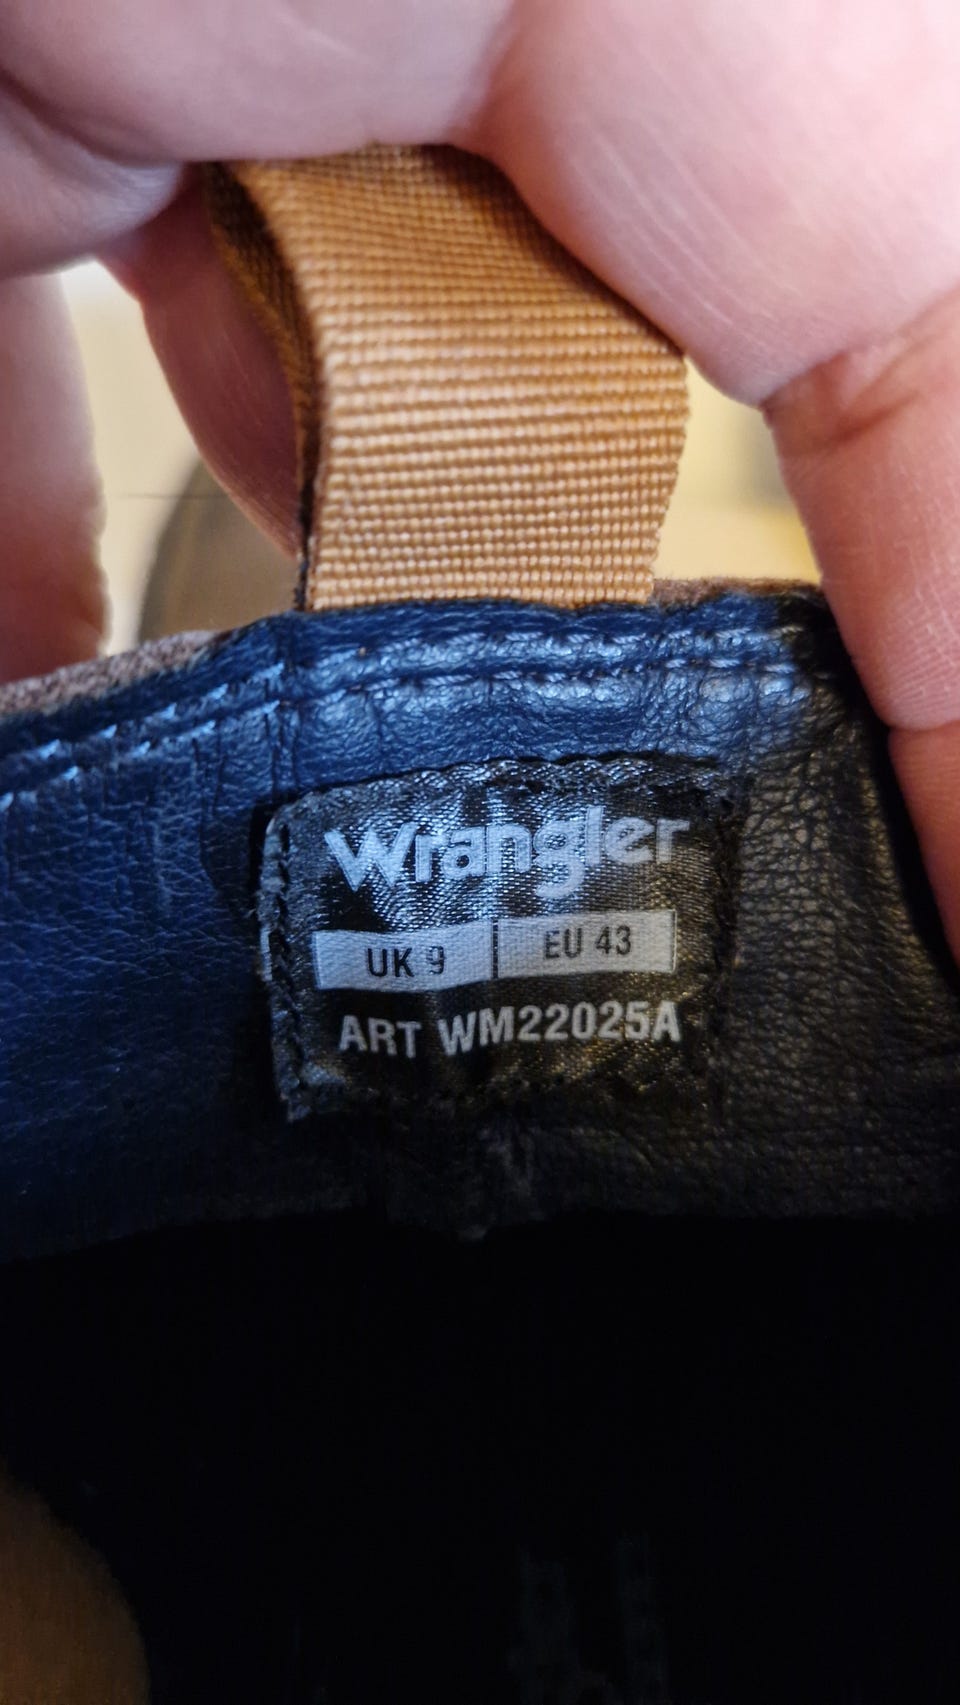 Wrangler
UK 9 EU 43
ART WM22025A